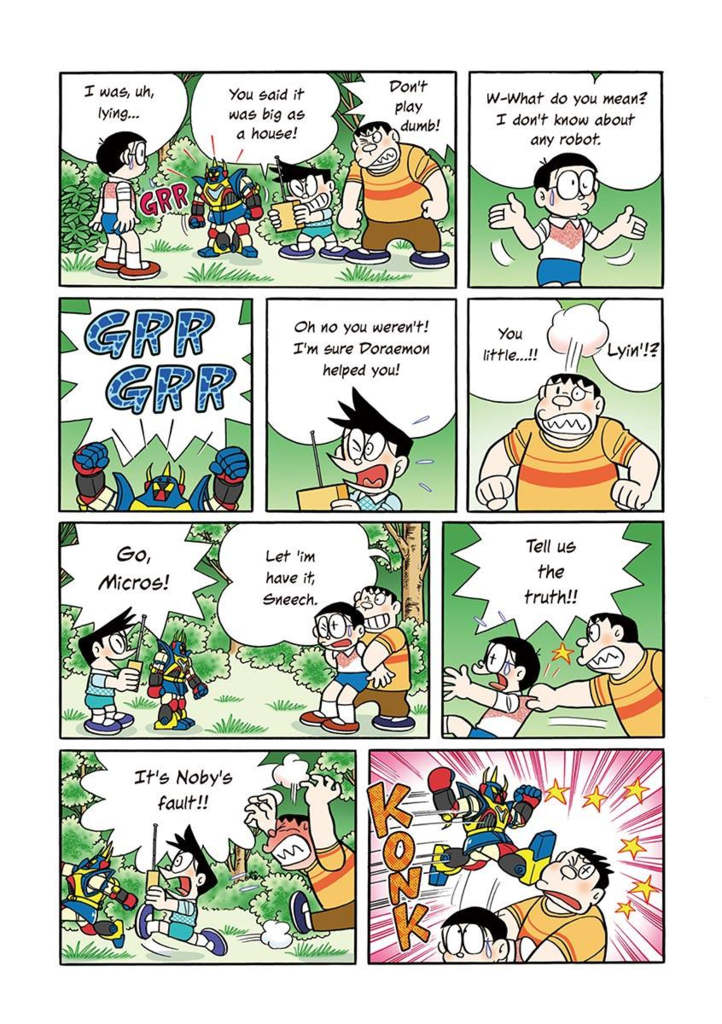 W-What do you mean?
I don't know about
any robot.
Don't
play
dumb!
You said it
was big as
a house!
GRR
I was, uh,
lying...
Lyin'!?
You
little...!!
Oh no you weren't!
I'm sure Doraemon
helped you!
GRR
GRR
Tell us
the
truth!!
Let 'im
have it,
Sneech.
Go,
Micros!
KONK
It's Noby's
fault!!